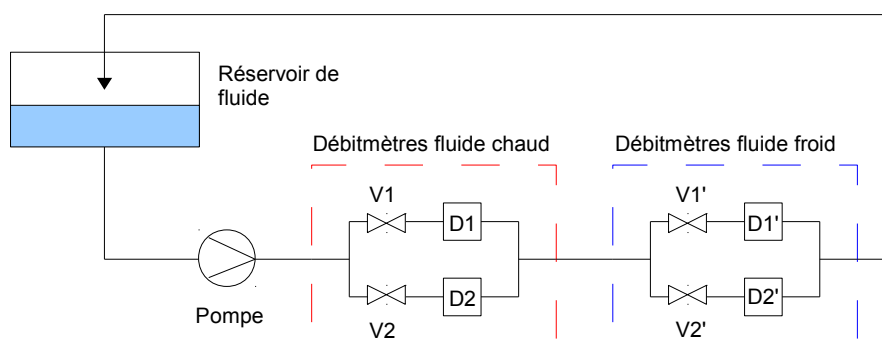 Réservoir de
fluide
Débitmètres fluide chaud
Débitmètres fluide froid
V1
D1
V1'
D1'
D2
D2'
Pompe
V2
V2'